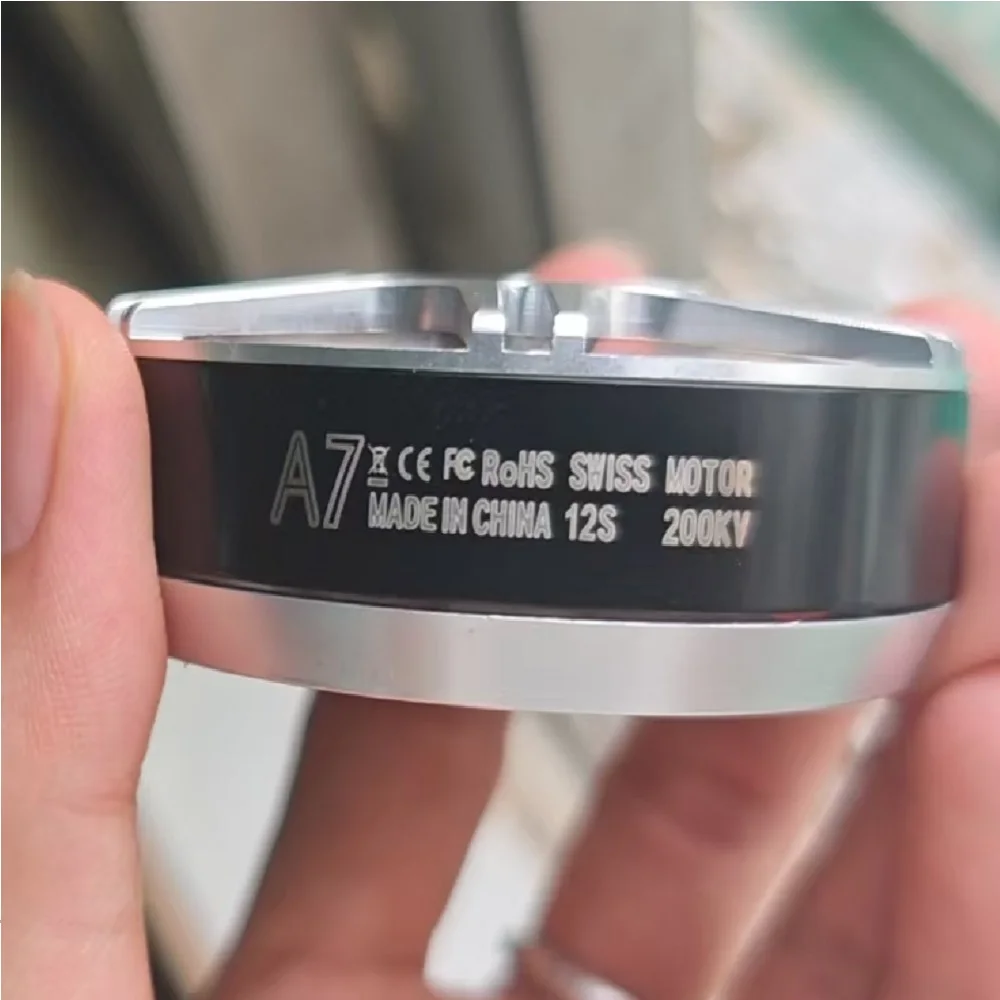 A7 CE FC RoHS SWISS MOTOR
MADE IN CHINA 12S 200KV